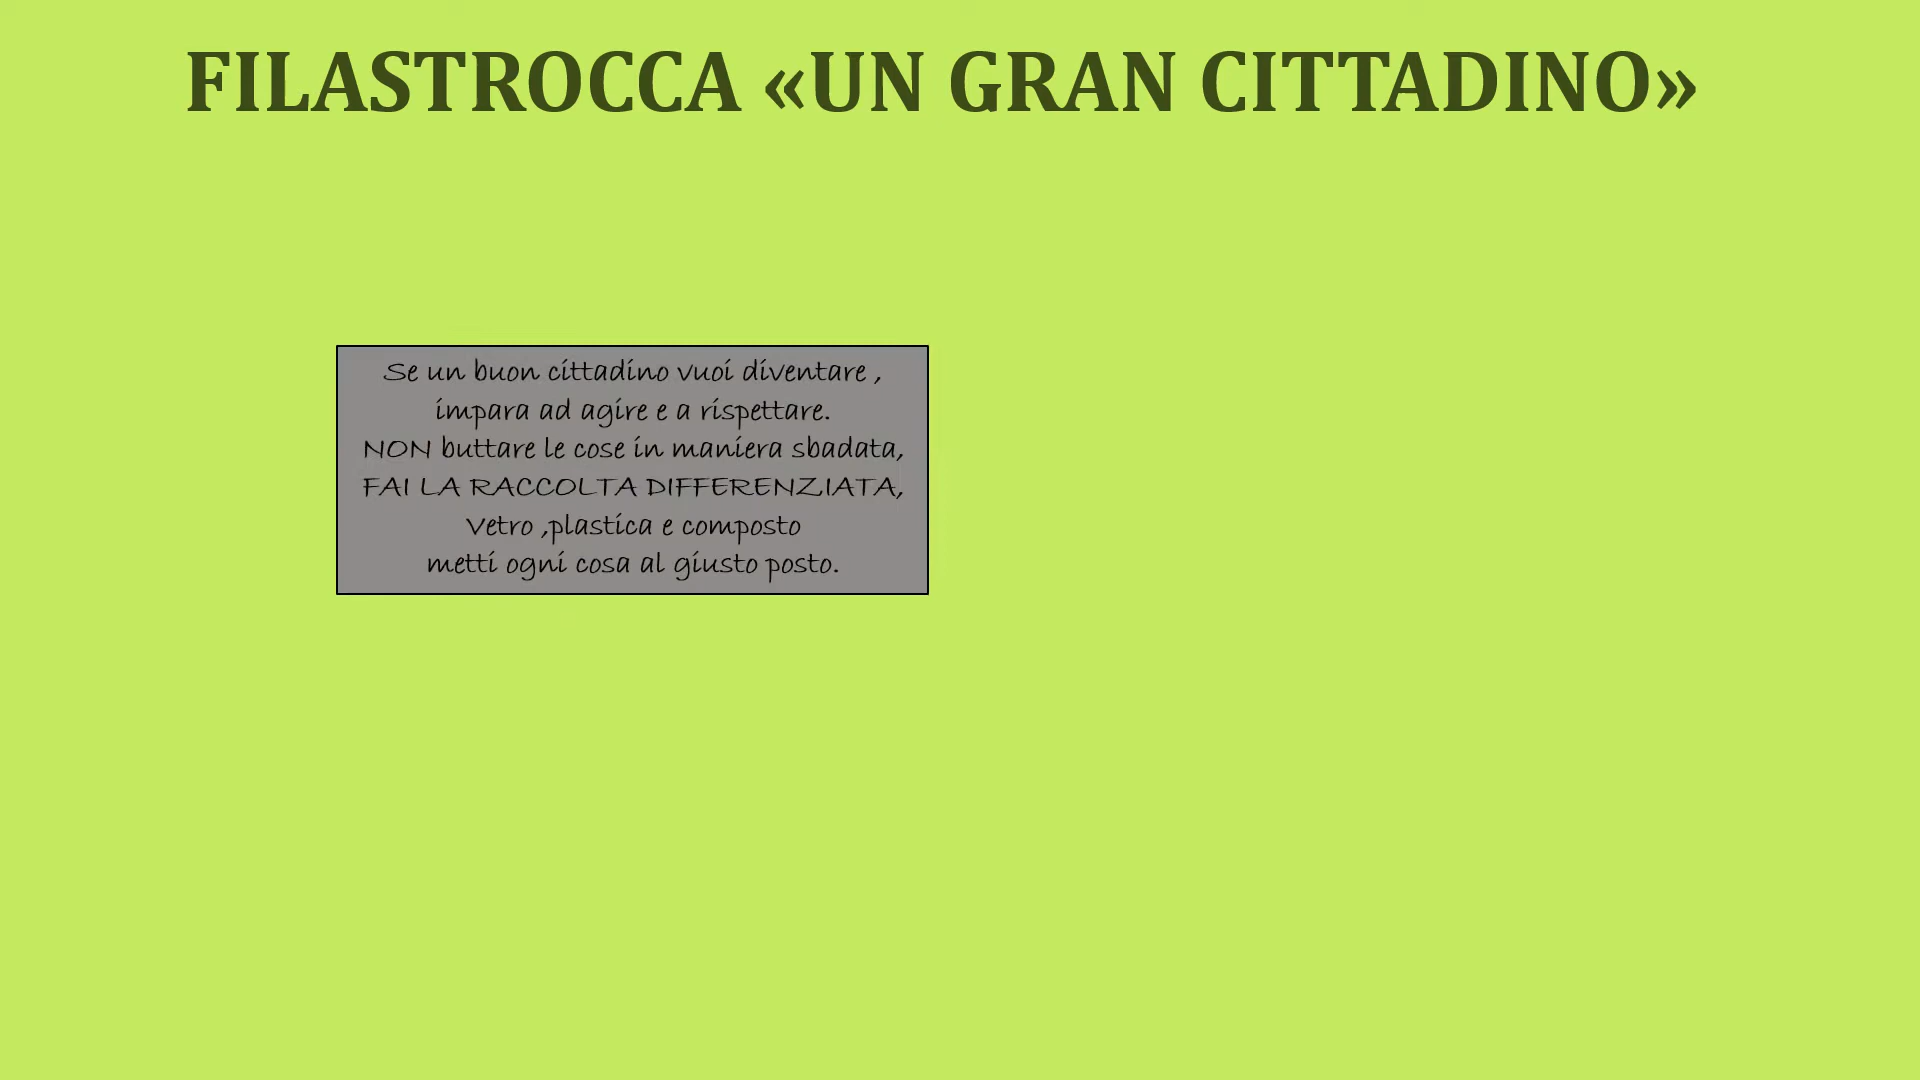 FILASTROCCA «UN GRAN CITTADINO»
Se un buon cittadino vuoi diventare ,
impara ad agire e a rispettare.
NON buttare le cose in maniera sbadata,
FAI LA RACCOLTA DIFFERENZIATA,
Vetro ,plastica e composto
metti ogni cosa al giusto posto.